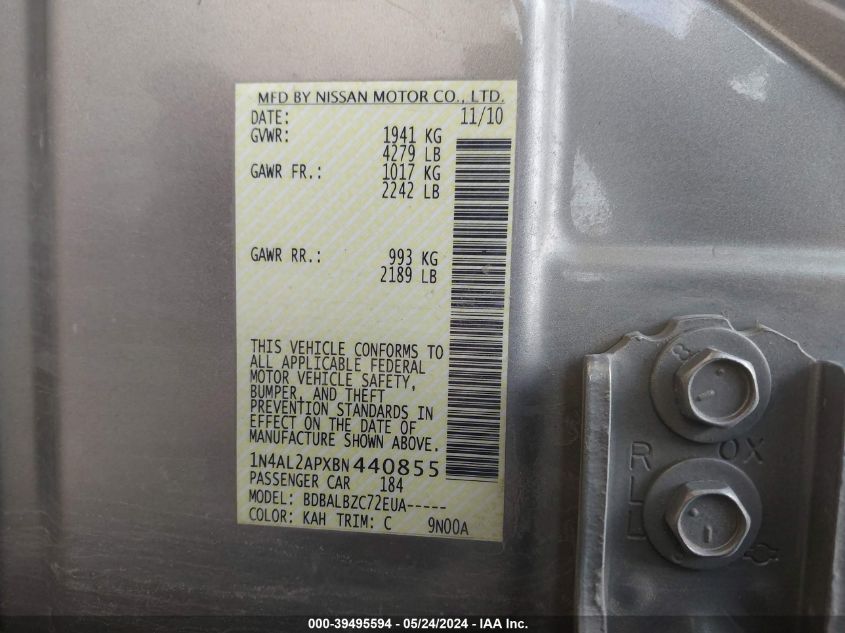 MFD BY NISSAN MOTOR CO., LTD.
DATE: 11/10
GVWR: 1941 KG
4279 LB
GAWR FR.: 1017 KG
2242 LB
GAWR RR.: 993 KG
2189 LB
THIS VEHICLE CONFORMS TO
ALL APPLICABLE FEDERAL
MOTOR VEHICLE SAFETY,
BUMPER, AND THEFT
PREVENTION STANDARDS IN
EFFECT ON THE DATE OF
MANUFACTURE SHOWN ABOVE.
1N4AL2APXBN440855
PASSENGER CAR 184
MODEL: BDBALBZC72EUA-----
COLOR: KAH TRIM: C 9N00A
8
R OX
000-39495594 / 05/24/2024 - IAA Inc.